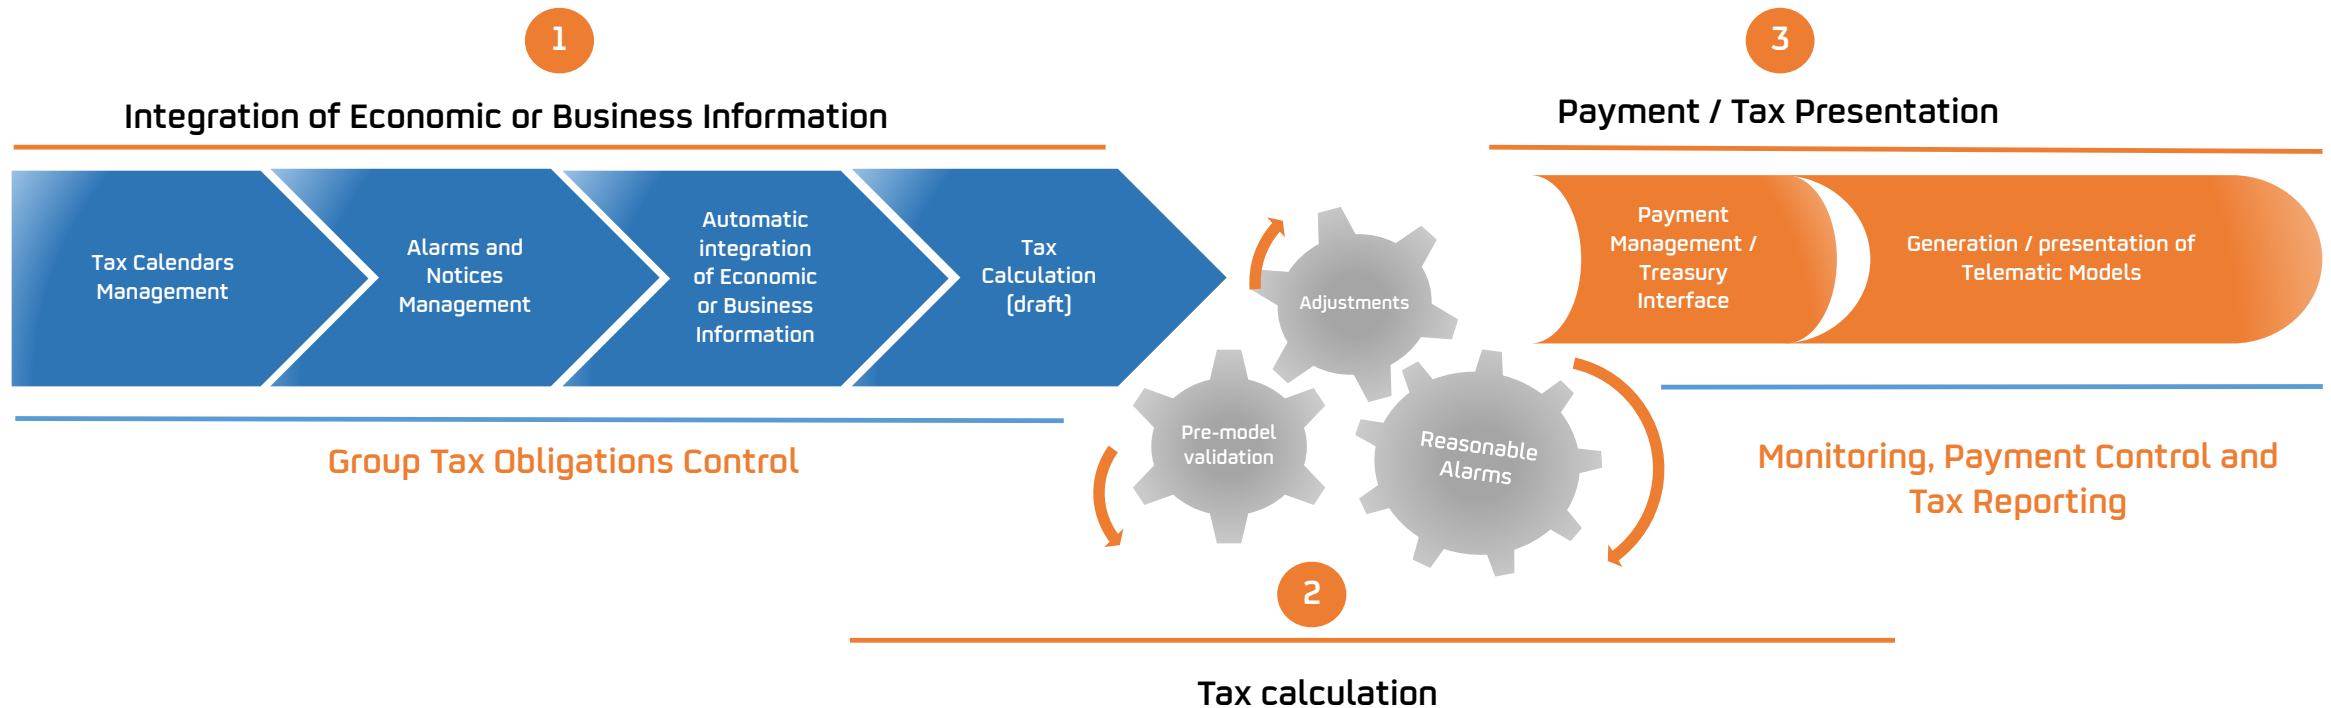 1
Integration of Economic or Business Information
Tax Calendars
Management
Alarms and
Notices
Management
Automatic
integration
of Economic
or Business
Information
Tax
Calculation
(draft)
Group Tax Obligations Control
Adjustments
Pre-model
validation
Reasonable
Alarms
2
Tax calculation
3
Payment / Tax Presentation
Payment
Management /
Treasury
Interface
Generation / presentation of
Telematic Models
Monitoring, Payment Control and
Tax Reporting